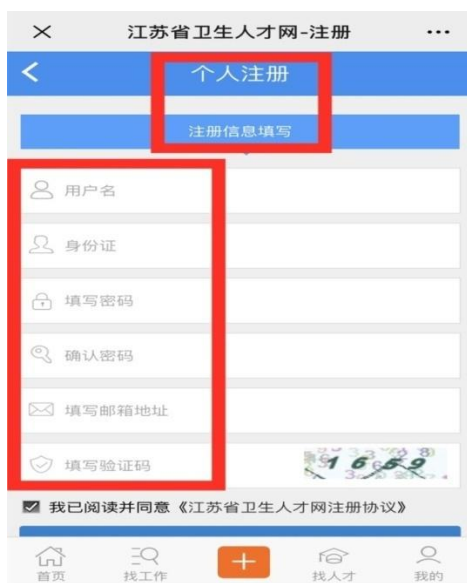 江苏省卫生人才网-注册
个人注册
注册信息填写
用户名
身份证
填写密码
确认密码
填写邮箱地址
填写验证码
1659
我已阅读并同意《江苏省卫生人才网注册协议》
首页 找工作 找人才 我的